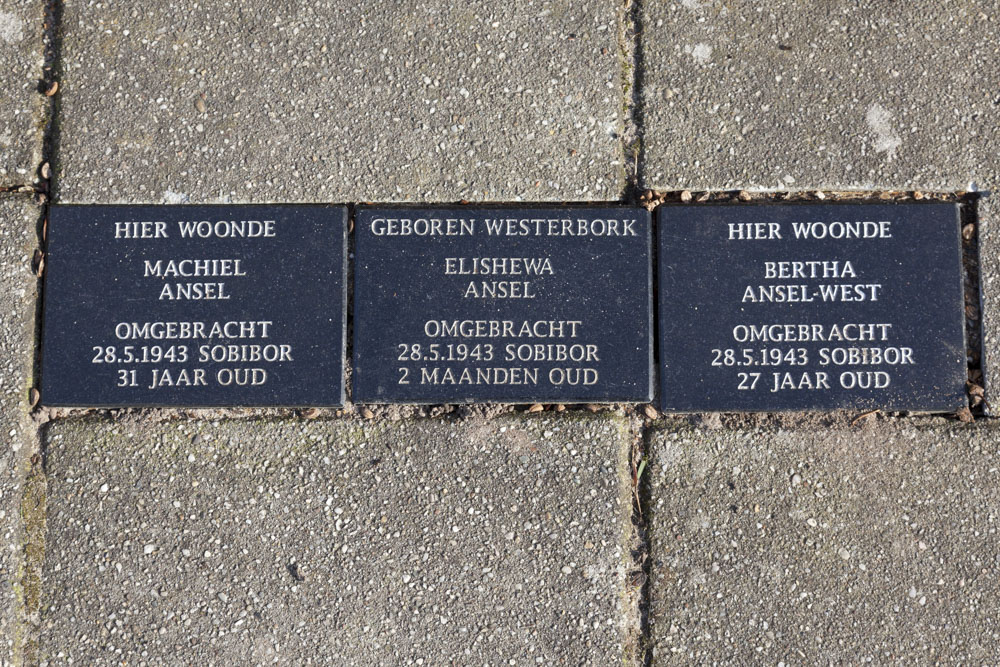 HIER WOONDE
MACHIEL
ANSEL
OMGEBRACHT
28.5.1943 SOBIBOR
31 JAAR OUD
GEBOREN WESTERBORK
ELISHEWA
ANSEL
OMGEBRACHT
28.5.1943 SOBIBOR
2 MAANDEN OUD
HIER WOONDE
BERTHA
ANSEL-WEST
OMGEBRACHT
28.5.1943 SOBIBOR
27 JAAR OUD